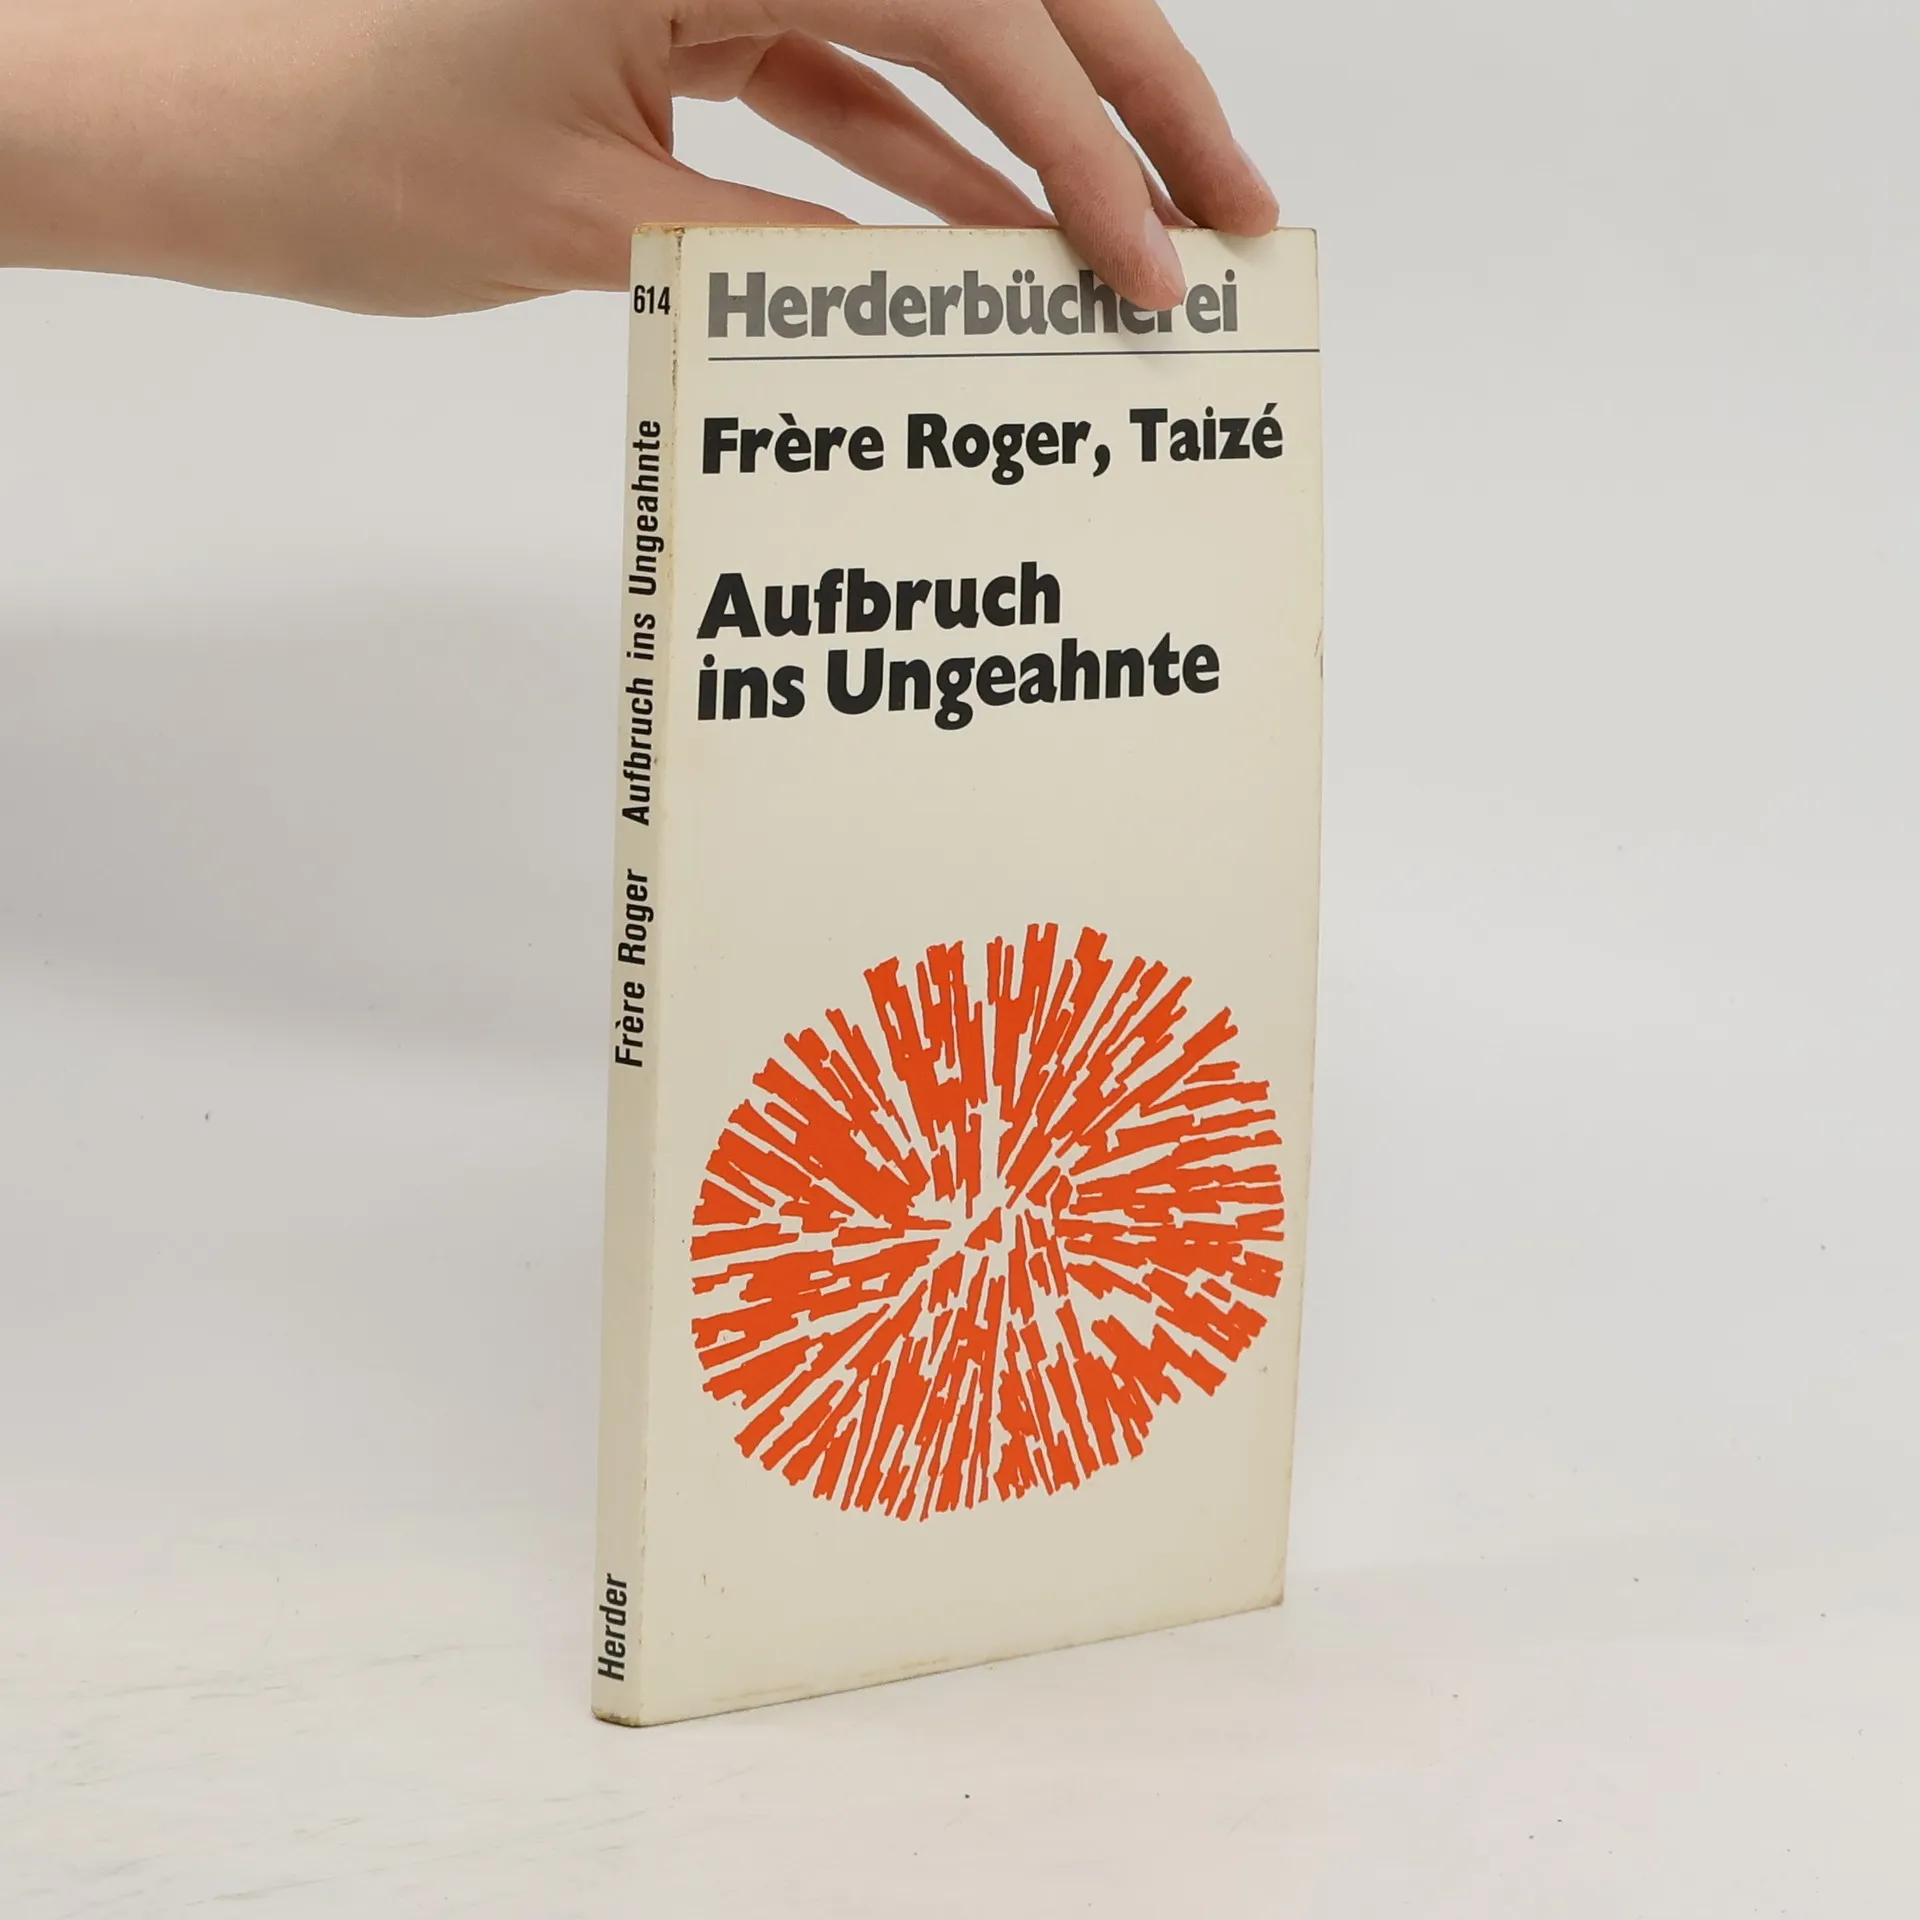 614
Frère Roger Aufbruch ins Ungeahnte
Herder
Herderbücherei
Frère Roger, Taizé
Aufbruch
ins Ungeahnte